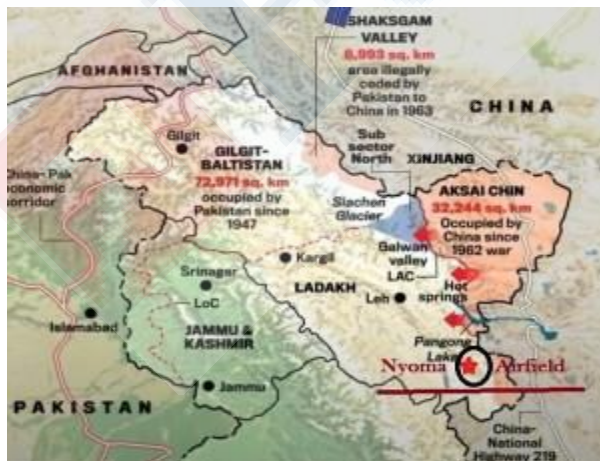 SHAKSGAM
VALLEY
6,993 sq. km
area illegally
ceded by
Pakistan to
China in 1963
AFGHANISTAN
CHINA
Sub
sector
North
XINJIANG
Gilgit
GILGIT-
BALTISTAN
72,971 sq. km
occupied by
Pakistan since
1947
China-Pak
economic
corridor
Siachen
Glacier
AKSAI CHIN
32,244 sq. km
Occupied by
China since
1962 war
Galwan
valley
LAC
Hot
springs
Kargil
Srinagar
LoC
LADAKH
Leh
Islamabad
JAMMU &
KASHMIR
Pangong
Lake
Nyoma Airfield
Jammu
PAKISTAN
China-
National
Highway 219